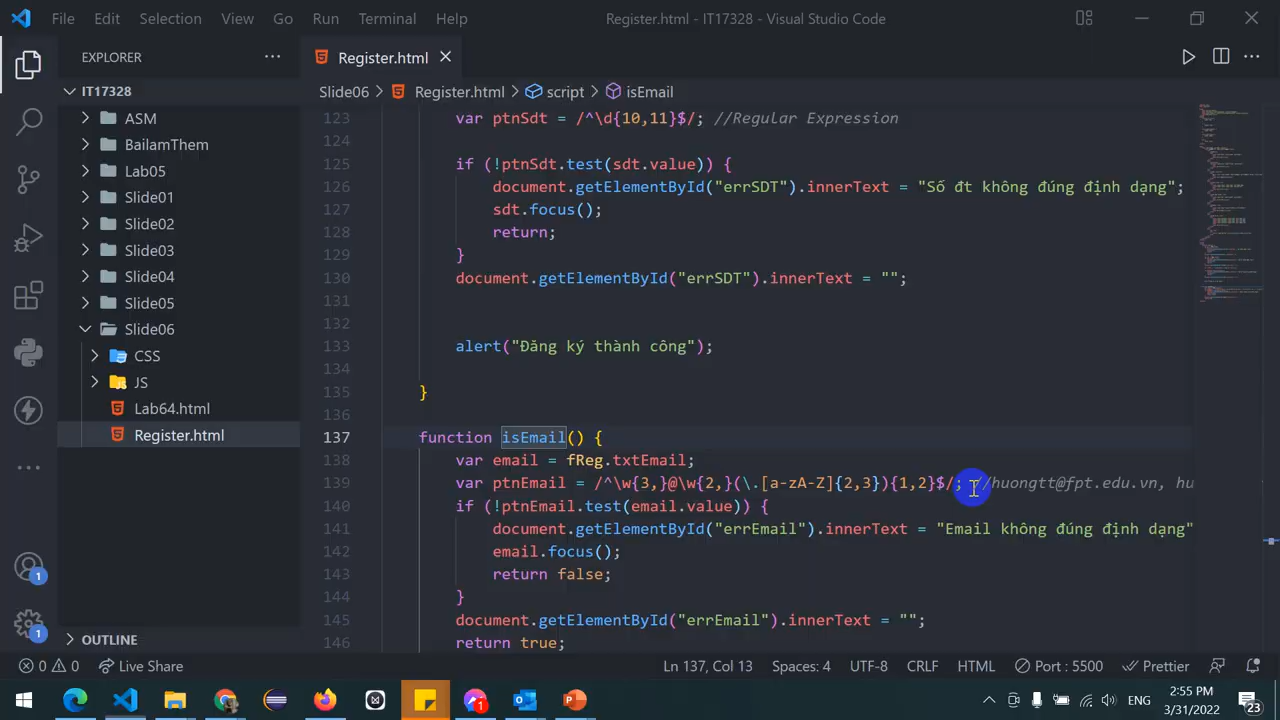 File Edit Selection View Go Run Terminal Help
Register.html - IT17328 - Visual Studio Code
EXPLORER
Register.html
IT17328
Slide06 > Register.html > script > isEmail
ASM
BailamThem
Lab05
Slide01
Slide02
Slide03
Slide04
Slide05
Slide06
CSS
JS
Lab64.html
Register.html
OUTLINE
123 var ptnSdt = /^\d{10,11}$/; //Regular Expression
124
125 if (!ptnSdt.test(sdt.value)) {
126 document.getElementById("errSDT").innerText = "Số đt không đúng định dạng";
127 sdt.focus();
128 return;
129 }
130 document.getElementById("errSDT").innerText = "";
131
132
133 alert("Đăng ký thành công");
134
135 }
136
137 function isEmail() {
138 var email = fReg.txtEmail;
139 var ptnEmail = /^\w{3,}@\w{2,}(\.[a-zA-Z]{2,3}){1,2}$/; //huongtt@fpt.edu.vn, hu
140 if (!ptnEmail.test(email.value)) {
141 document.getElementById("errEmail").innerText = "Email không đúng định dạng"
142 email.focus();
143 return false;
144 }
145 document.getElementById("errEmail").innerText = "";
146 return true;
1
1
0 0 Live Share
Ln 137, Col 13 Spaces: 4 UTF-8 CRLF HTML Port : 5500 Prettier
1
ENG
2:55 PM
3/31/2022
23